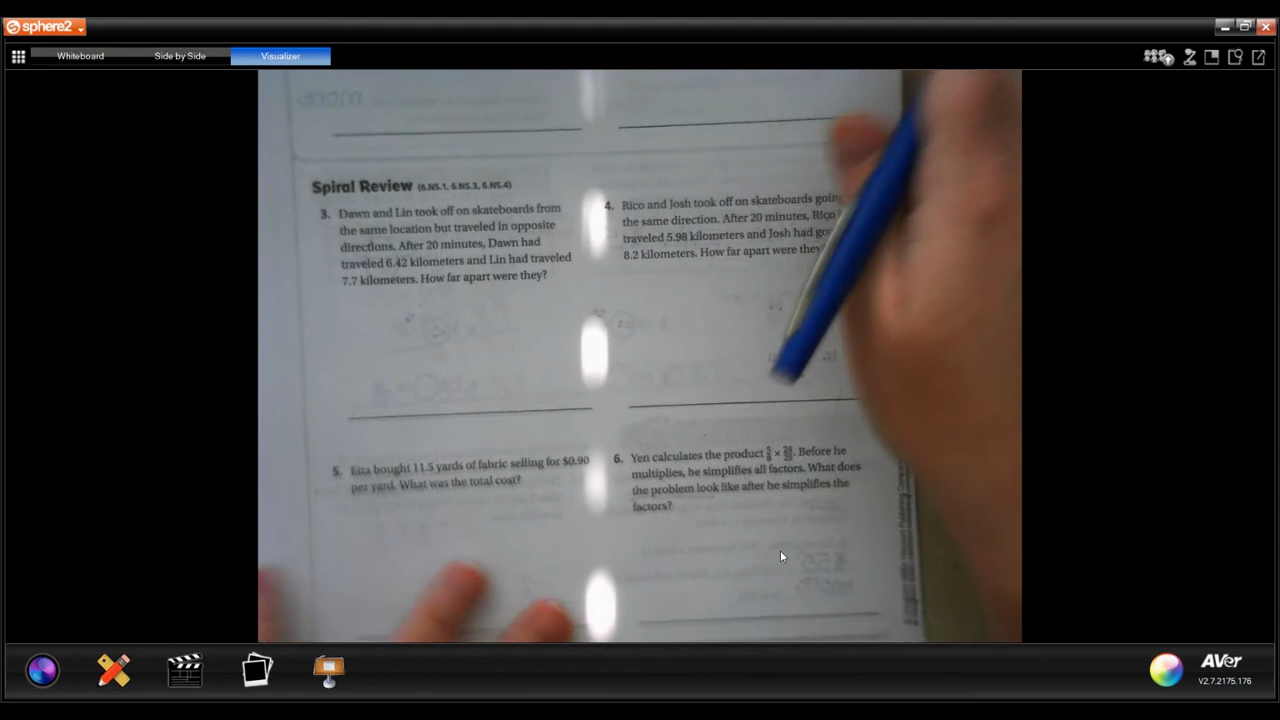 sphere2
Whiteboard
Side by Side
Visualizer
more
Spiral Review (6.NS.1, 6.NS.3, 6.NS.4)
3. Dawn and Lin took off on skateboards from
the same location but traveled in opposite
directions. After 20 minutes, Dawn had
traveled 6.42 kilometers and Lin had traveled
7.7 kilometers. How far apart were they?
4. Rico and Josh took off on skateboards going
the same direction. After 20 minutes, Rico
traveled 5.98 kilometers and Josh had
8.2 kilometers. How far apart were they
5. Etta bought 11.5 yards of fabric selling for $0.90
per yard. What was the total cost?
6. Yen calculates the product × . Before he
multiplies, he simplifies all factors. What does
the problem look like after he simplifies the
factors?
AVer
V2.7.2175.176